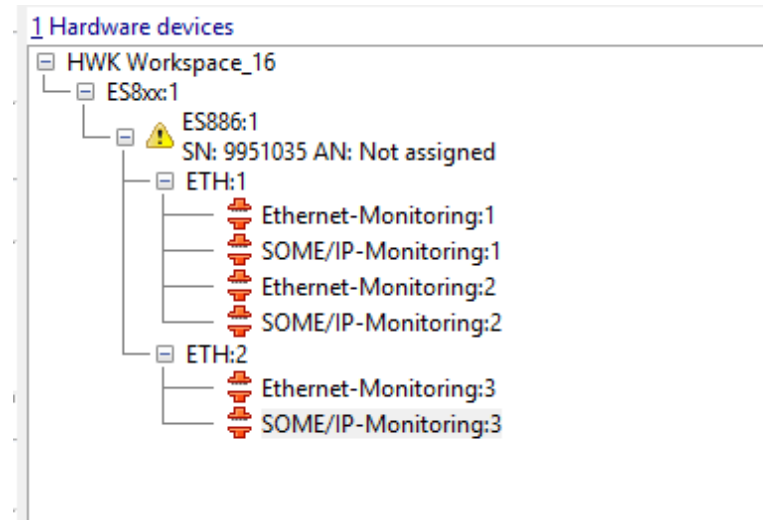 1 Hardware devices
HWK Workspace_16
ES8xx:1
ES886:1
SN: 9951035 AN: Not assigned
ETH:1
Ethernet-Monitoring:1
SOME/IP-Monitoring:1
Ethernet-Monitoring:2
SOME/IP-Monitoring:2
ETH:2
Ethernet-Monitoring:3
SOME/IP-Monitoring:3